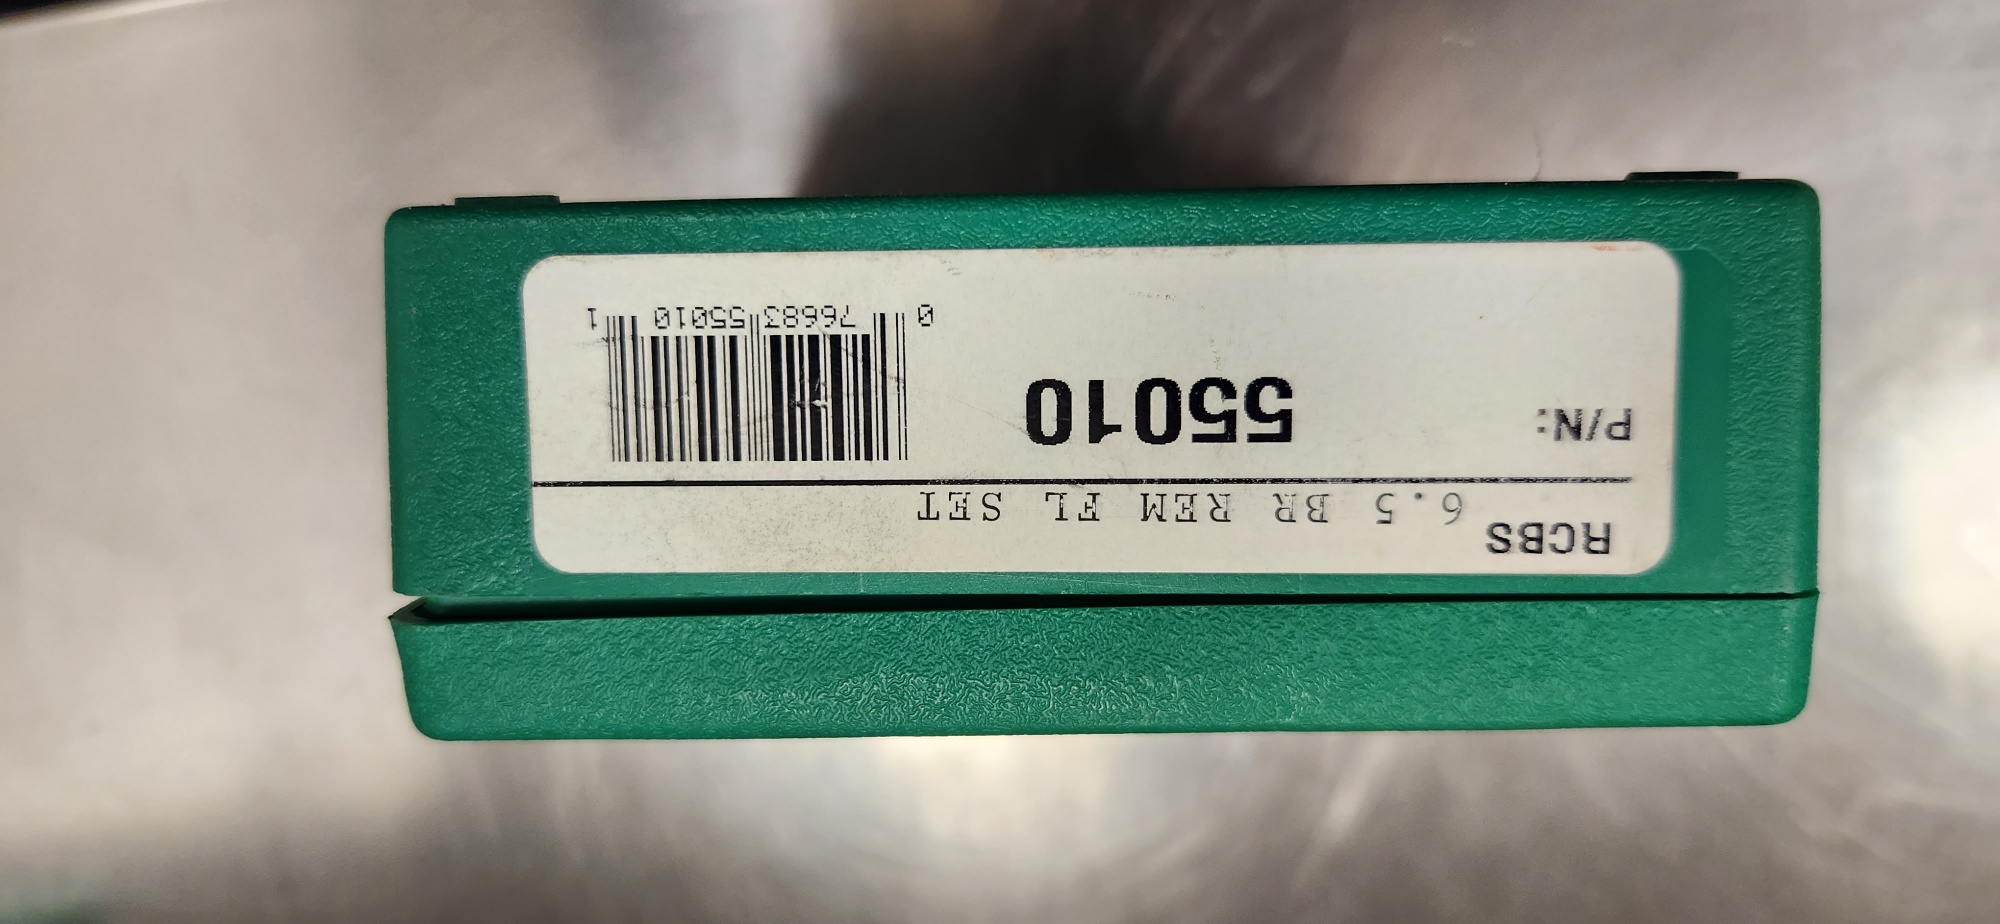 RCBS 6.5 BR REM FL SET
P/N: 55010
0 76683 55010 1